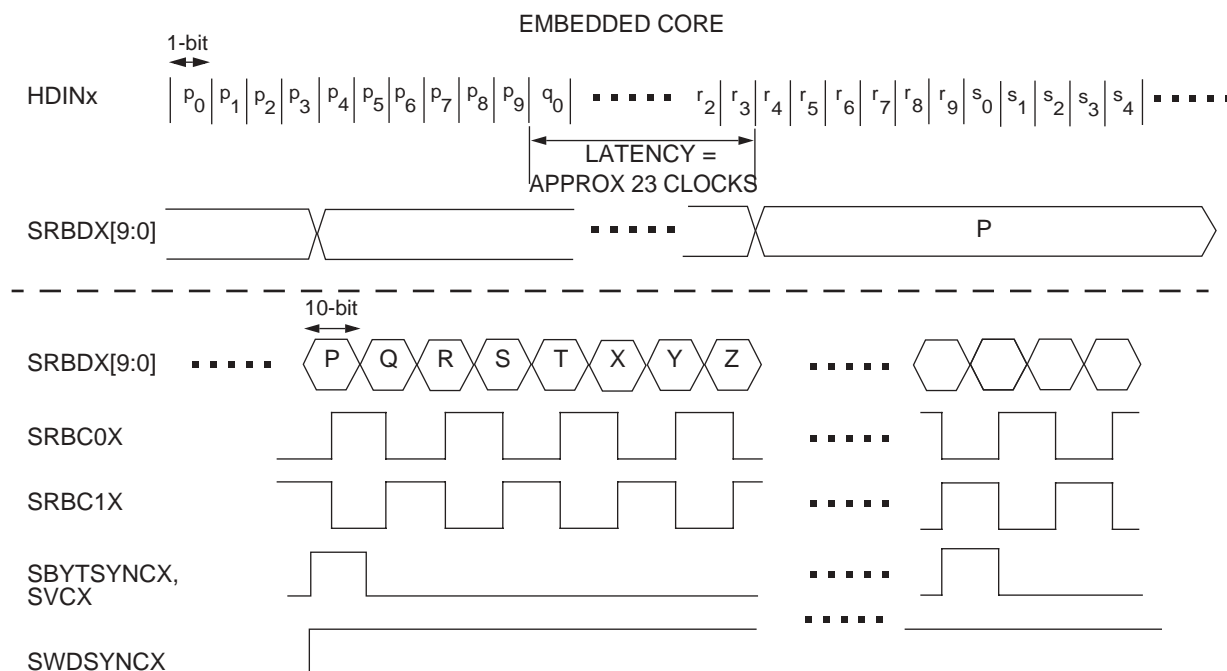 EMBEDDED CORE
1-bit
HDINx p0 p1 p2 p3 p4 p5 p6 p7 p8 p9 q0 r2 r3 r4 r5 r6 r7 r8 r9 s0 s1 s2 s3 s4
LATENCY =
APPROX 23 CLOCKS
SRBDX[9:0] P
10-bit
SRBDX[9:0] P Q R S T X Y Z
SRBC0X
SRBC1X
SBYTSYNCX,
SVCX
SWDSYNCX